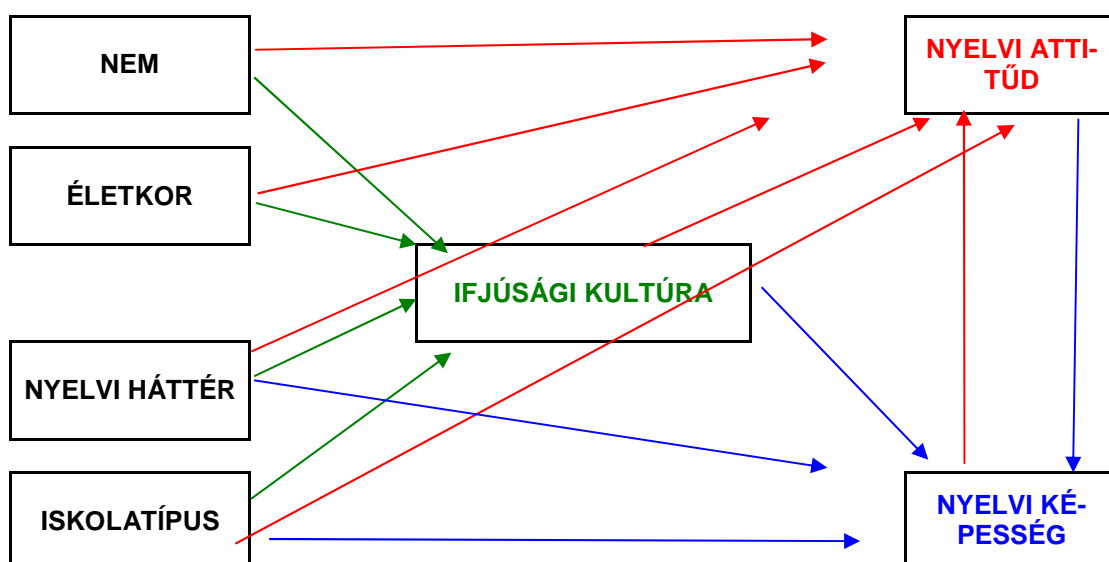 NEM
NYELVI ATTI-
TŰD
ÉLETKOR
IFJÚSÁGI KULTÚRA
NYELVI HÁTTÉR
ISKOLATÍPUS
NYELVI KÉ-
PESSÉG